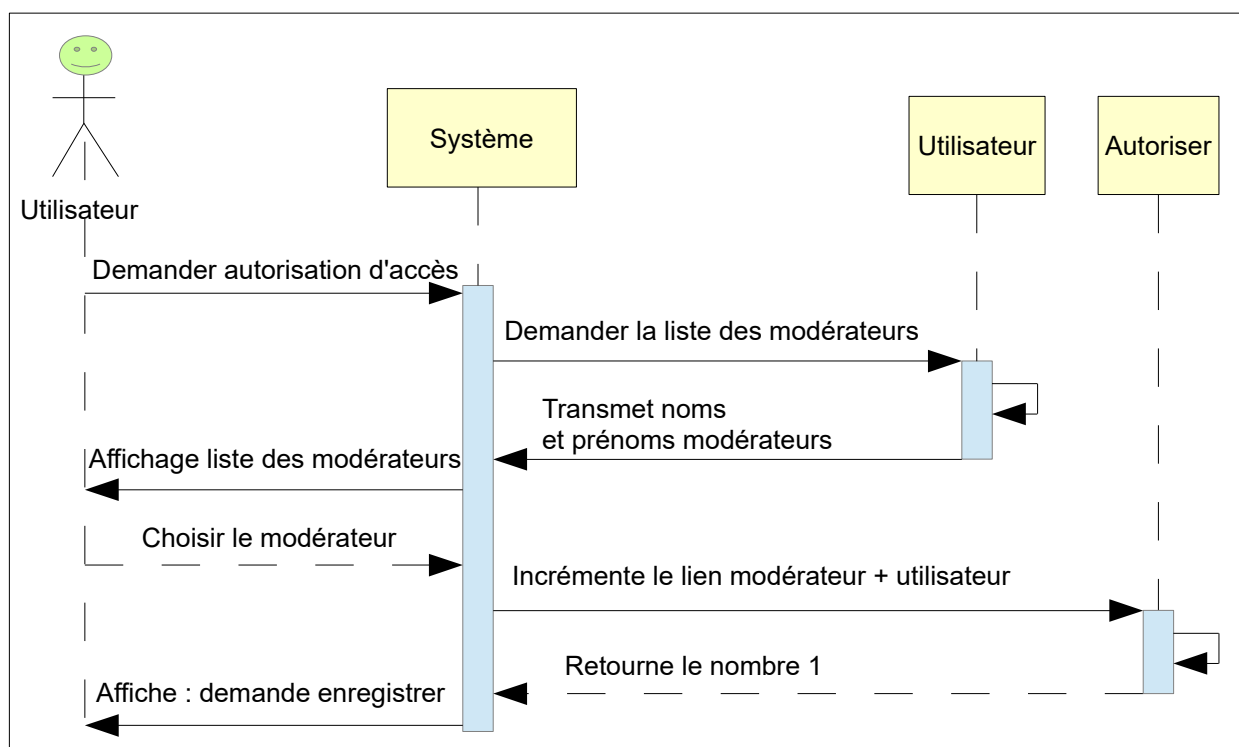 Système
Utilisateur
Autoriser
Utilisateur
Demander autorisation d'accès
Demander la liste des modérateurs
Transmet noms
et prénoms modérateurs
Affichage liste des modérateurs
Choisir le modérateur
Incrémente le lien modérateur + utilisateur
Retourne le nombre 1
Affiche : demande enregistrer